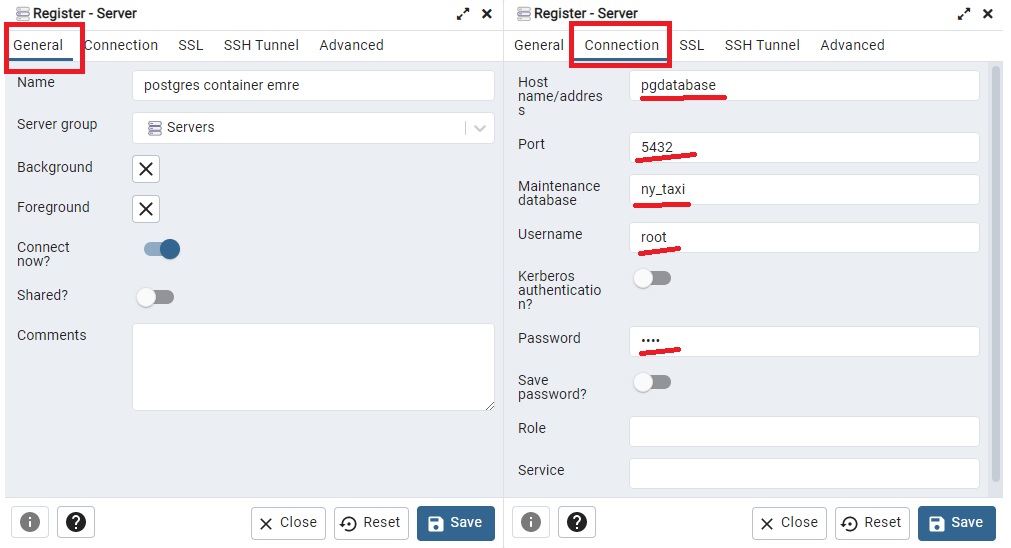 Register - Server
General Connection SSL SSH Tunnel Advanced
Name
postgres container emre
Server group
Servers
Background
Foreground
Connect
now?
Shared?
Comments
Close
Reset
Save
Register - Server
General Connection SSL SSH Tunnel Advanced
Host
name/addres
s
pgdatabase
Port
5432
Maintenance
database
ny_taxi
Username
root
Kerberos
authenticatio
n?
Password
••••
Save
password?
Role
Service
Close
Reset
Save